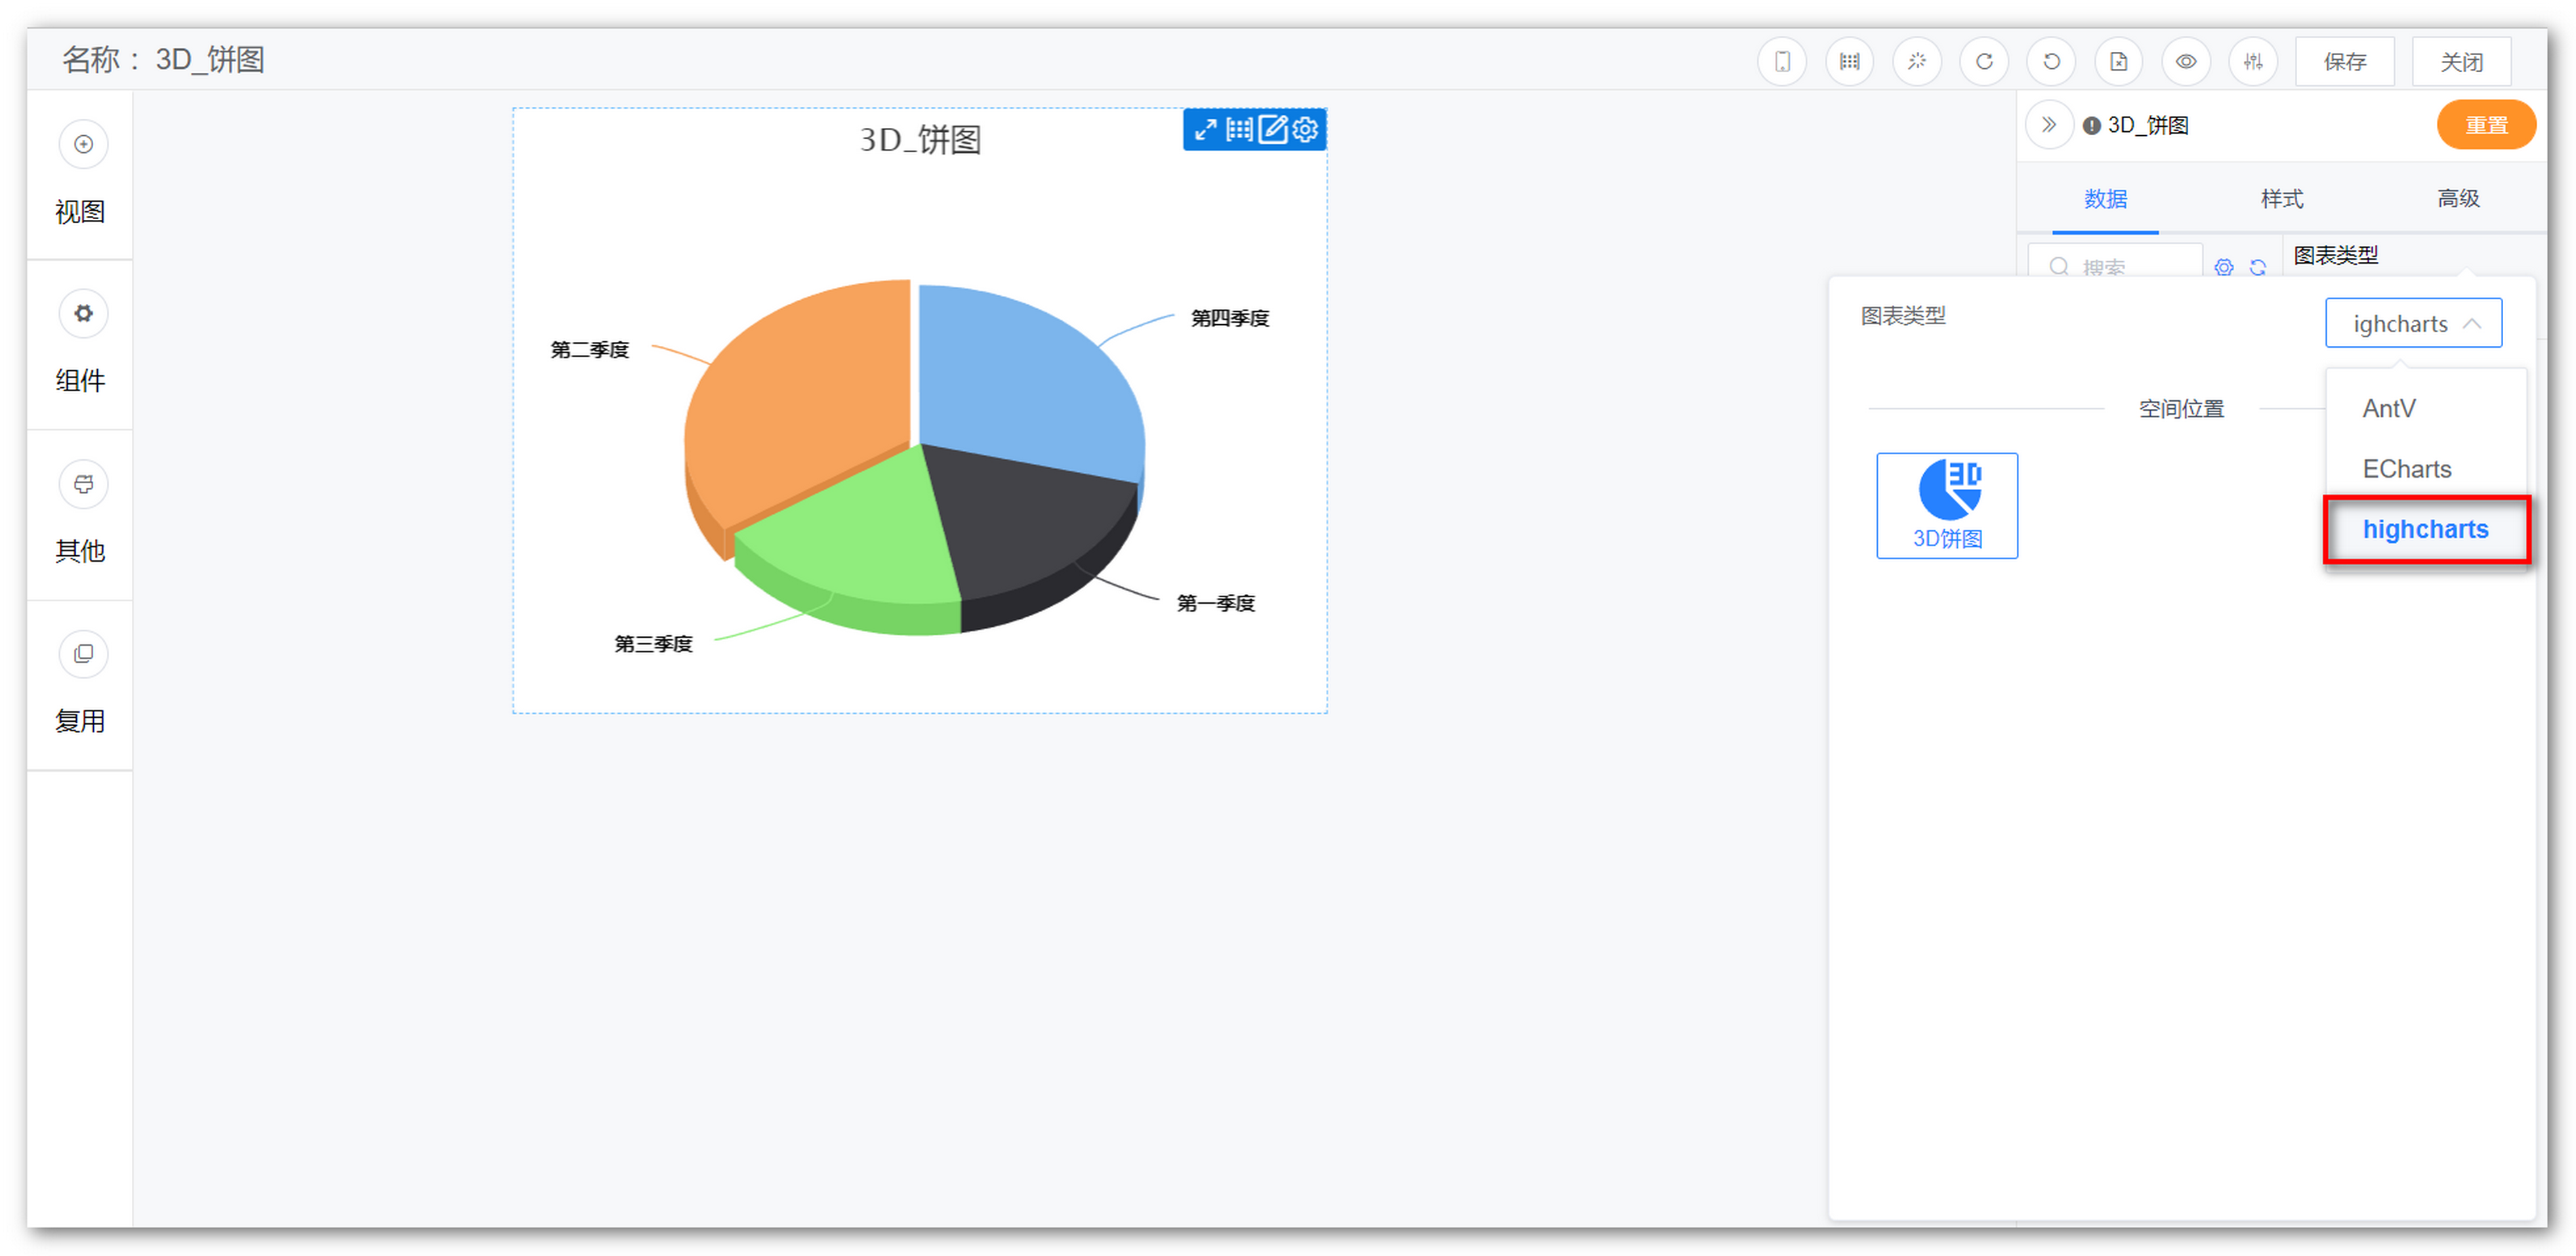 名称： 3D_饼图
保存
关闭
视图
组件
其他
复用
3D_饼图
第四季度
第二季度
第一季度
第三季度
3D_饼图
重置
数据
样式
高级
搜索
图表类型
图表类型
ighcharts
空间位置
AntV
ECharts
highcharts
3D
3D饼图